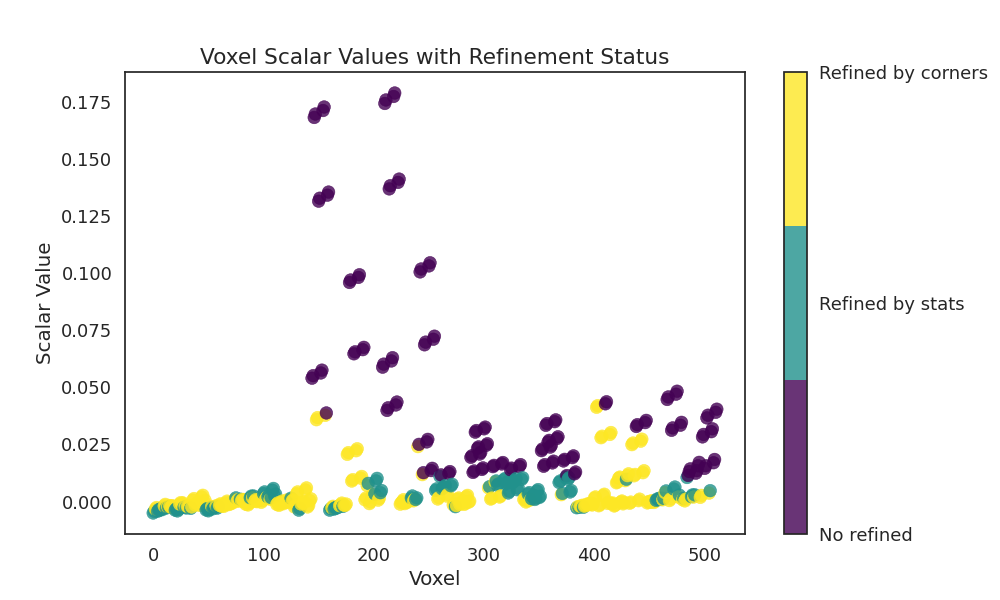 Voxel Scalar Values with Refinement Status
Refined by corners
Refined by stats
No refined
Scalar Value
0.175
0.150
0.125
0.100
0.075
0.050
0.025
0.000
0 100 200 300 400 500
Voxel